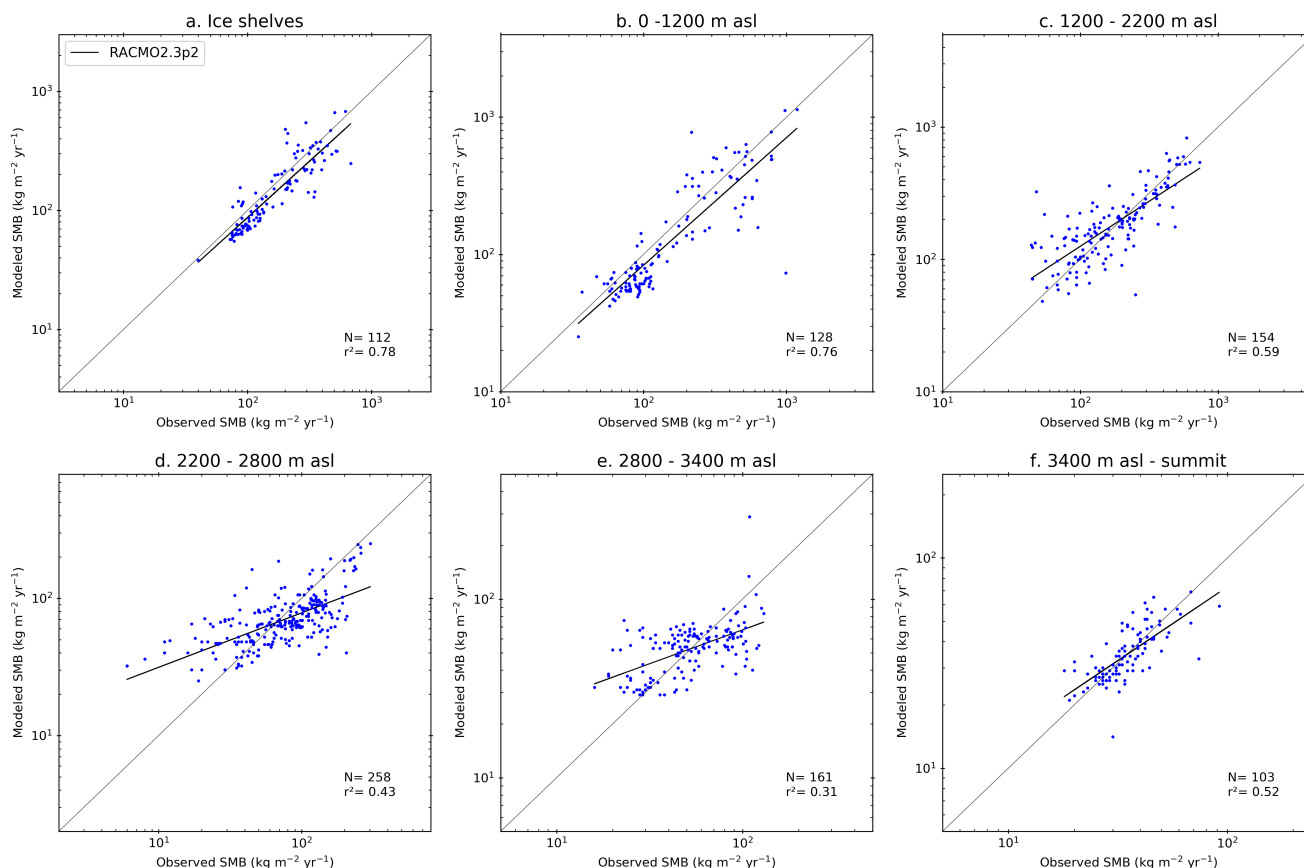 a. Ice shelves
RACMO2.3p2
10³
10²
10¹
Modeled SMB (kg m⁻² yr⁻¹)
N= 112
r²= 0.78
10¹
10²
10³
Observed SMB (kg m⁻² yr⁻¹)
b. 0 -1200 m asl
10³
10²
10¹
Modeled SMB (kg m⁻² yr⁻¹)
N= 128
r²= 0.76
10¹
10²
10³
Observed SMB (kg m⁻² yr⁻¹)
c. 1200 - 2200 m asl
10³
10²
10¹
Modeled SMB (kg m⁻² yr⁻¹)
N= 154
r²= 0.59
10¹
10²
10³
Observed SMB (kg m⁻² yr⁻¹)
d. 2200 - 2800 m asl
10²
10¹
Modeled SMB (kg m⁻² yr⁻¹)
N= 258
r²= 0.43
10¹
10²
Observed SMB (kg m⁻² yr⁻¹)
e. 2800 - 3400 m asl
10²
10¹
Modeled SMB (kg m⁻² yr⁻¹)
N= 161
r²= 0.31
10¹
10²
Observed SMB (kg m⁻² yr⁻¹)
f. 3400 m asl - summit
10²
10¹
Modeled SMB (kg m⁻² yr⁻¹)
N= 103
r²= 0.52
10¹
10²
Observed SMB (kg m⁻² yr⁻¹)